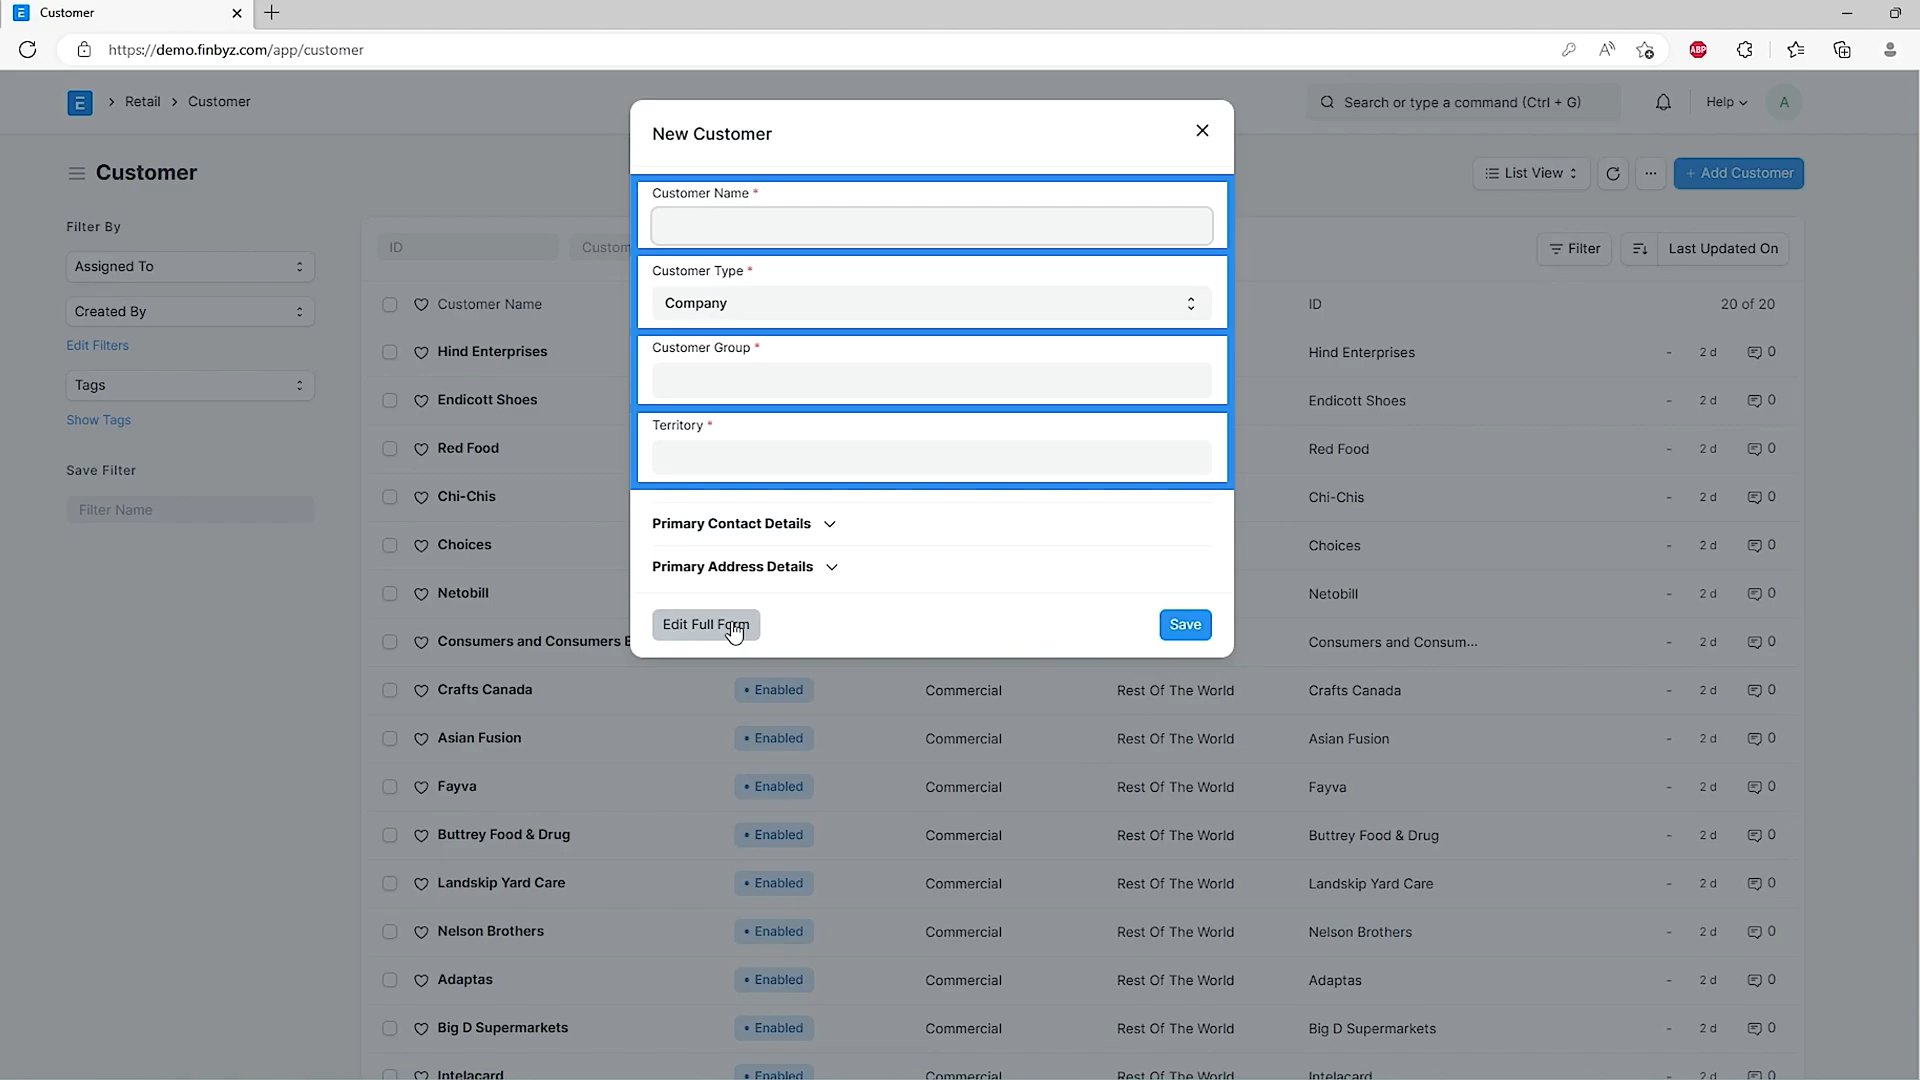 Customer
https://demo.finbyz.com/app/customer
ABP
E
Retail
Customer
Search or type a command (Ctrl + G)
Help
A
Customer
List View
+ Add Customer
Filter By
Assigned To
Created By
Edit Filters
Tags
Show Tags
Save Filter
Filter Name
New Customer
Customer Name *
Customer Type *
Company
Customer Group *
Territory *
Primary Contact Details
Primary Address Details
Edit Full Form
Save
ID
Custom
Filter
Last Updated On
Customer Name ID 20 of 20
Hind Enterprises Hind Enterprises - 2 d 0
Endicott Shoes Endicott Shoes - 2 d 0
Red Food Red Food - 2 d 0
Chi-Chis Chi-Chis - 2 d 0
Choices Choices - 2 d 0
Netobill Netobill - 2 d 0
Consumers and Consumers Consumers and Consum... - 2 d 0
Crafts Canada Enabled Commercial Rest Of The World Crafts Canada - 2 d 0
Asian Fusion Enabled Commercial Rest Of The World Asian Fusion - 2 d 0
Fayva Enabled Commercial Rest Of The World Fayva - 2 d 0
Buttrey Food & Drug Enabled Commercial Rest Of The World Buttrey Food & Drug - 2 d 0
Landskip Yard Care Enabled Commercial Rest Of The World Landskip Yard Care - 2 d 0
Nelson Brothers Enabled Commercial Rest Of The World Nelson Brothers - 2 d 0
Adaptas Enabled Commercial Rest Of The World Adaptas - 2 d 0
Big D Supermarkets Enabled Commercial Rest Of The World Big D Supermarkets - 2 d 0
Intelacard Enabled Commercial Rest Of The World Intelacard - 2 d 0